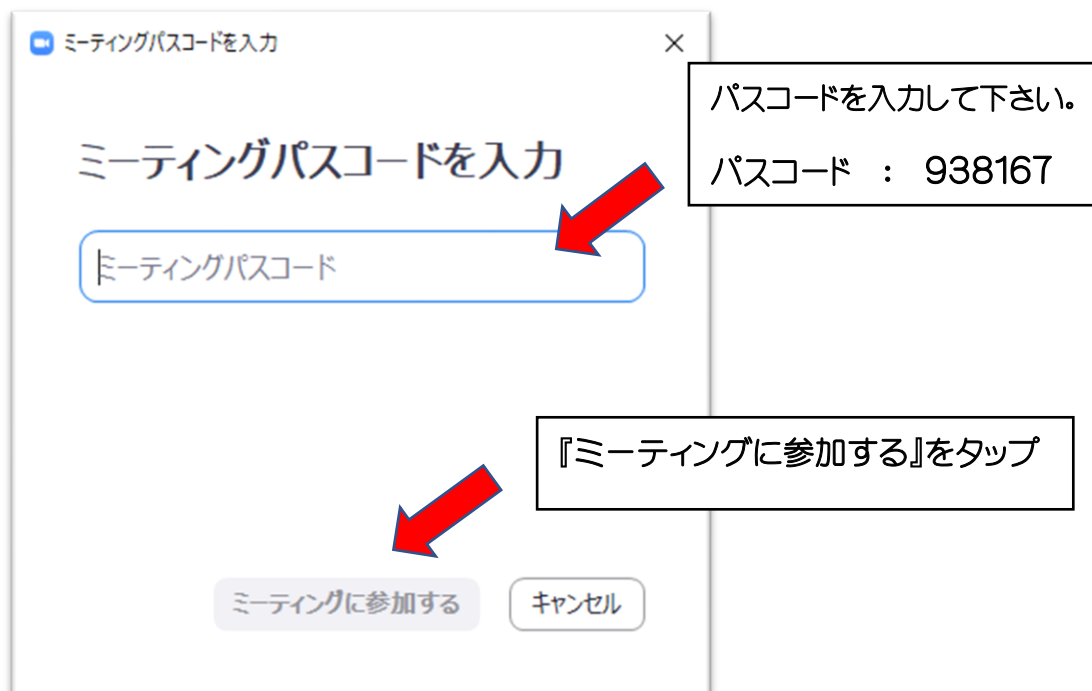 ミーティングパスコードを入力
パスコードを入力して下さい。
パスコード : 938167
ミーティングパスコードを入力
ミーティングパスコード
『ミーティングに参加する』をタップ
ミーティングに参加する
キャンセル